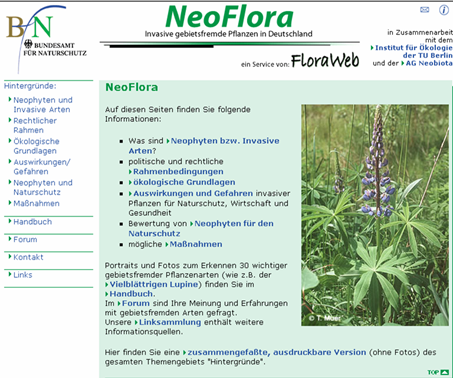 BfN
BUNDESAMT
FÜR NATURSCHUTZ
NeoFlora
Invasive gebietsfremde Pflanzen in Deutschland
ein Service von: FloraWeb
in Zusammenarbeit
mit dem
Institut für Ökologie
der TU Berlin
und der AG Neobiota
Hintergründe:
Neophyten und
Invasive Arten
Rechtlicher
Rahmen
Ökologische
Grundlagen
Auswirkungen/
Gefahren
Neophyten und
Naturschutz
Maßnahmen
Handbuch
Forum
Kontakt
Links
NeoFlora
Auf diesen Seiten finden Sie folgende
Informationen:
Was sind Neophyten bzw. Invasive
Arten?
politische und rechtliche
Rahmenbedingungen
ökologische Grundlagen
Auswirkungen und Gefahren invasiver
Pflanzen für Naturschutz, Wirtschaft und
Gesundheit
Bewertung von Neophyten für den
Naturschutz
mögliche Maßnahmen
Portraits und Fotos zum Erkennen 30 wichtiger
gebietsfremder Pflanzenarten (wie z.B. der
Vielblättrigen Lupine) finden Sie im
Handbuch.
Im Forum sind Ihre Meinung und Erfahrungen
mit gebietsfremden Arten gefragt.
Unsere Linksammlung enthält weitere
Informationsquellen.
© T. Muer
Hier finden Sie eine zusammengefaßte, ausdruckbare Version (ohne Fotos) des
gesamten Themengebiets "Hintergründe".
TOP